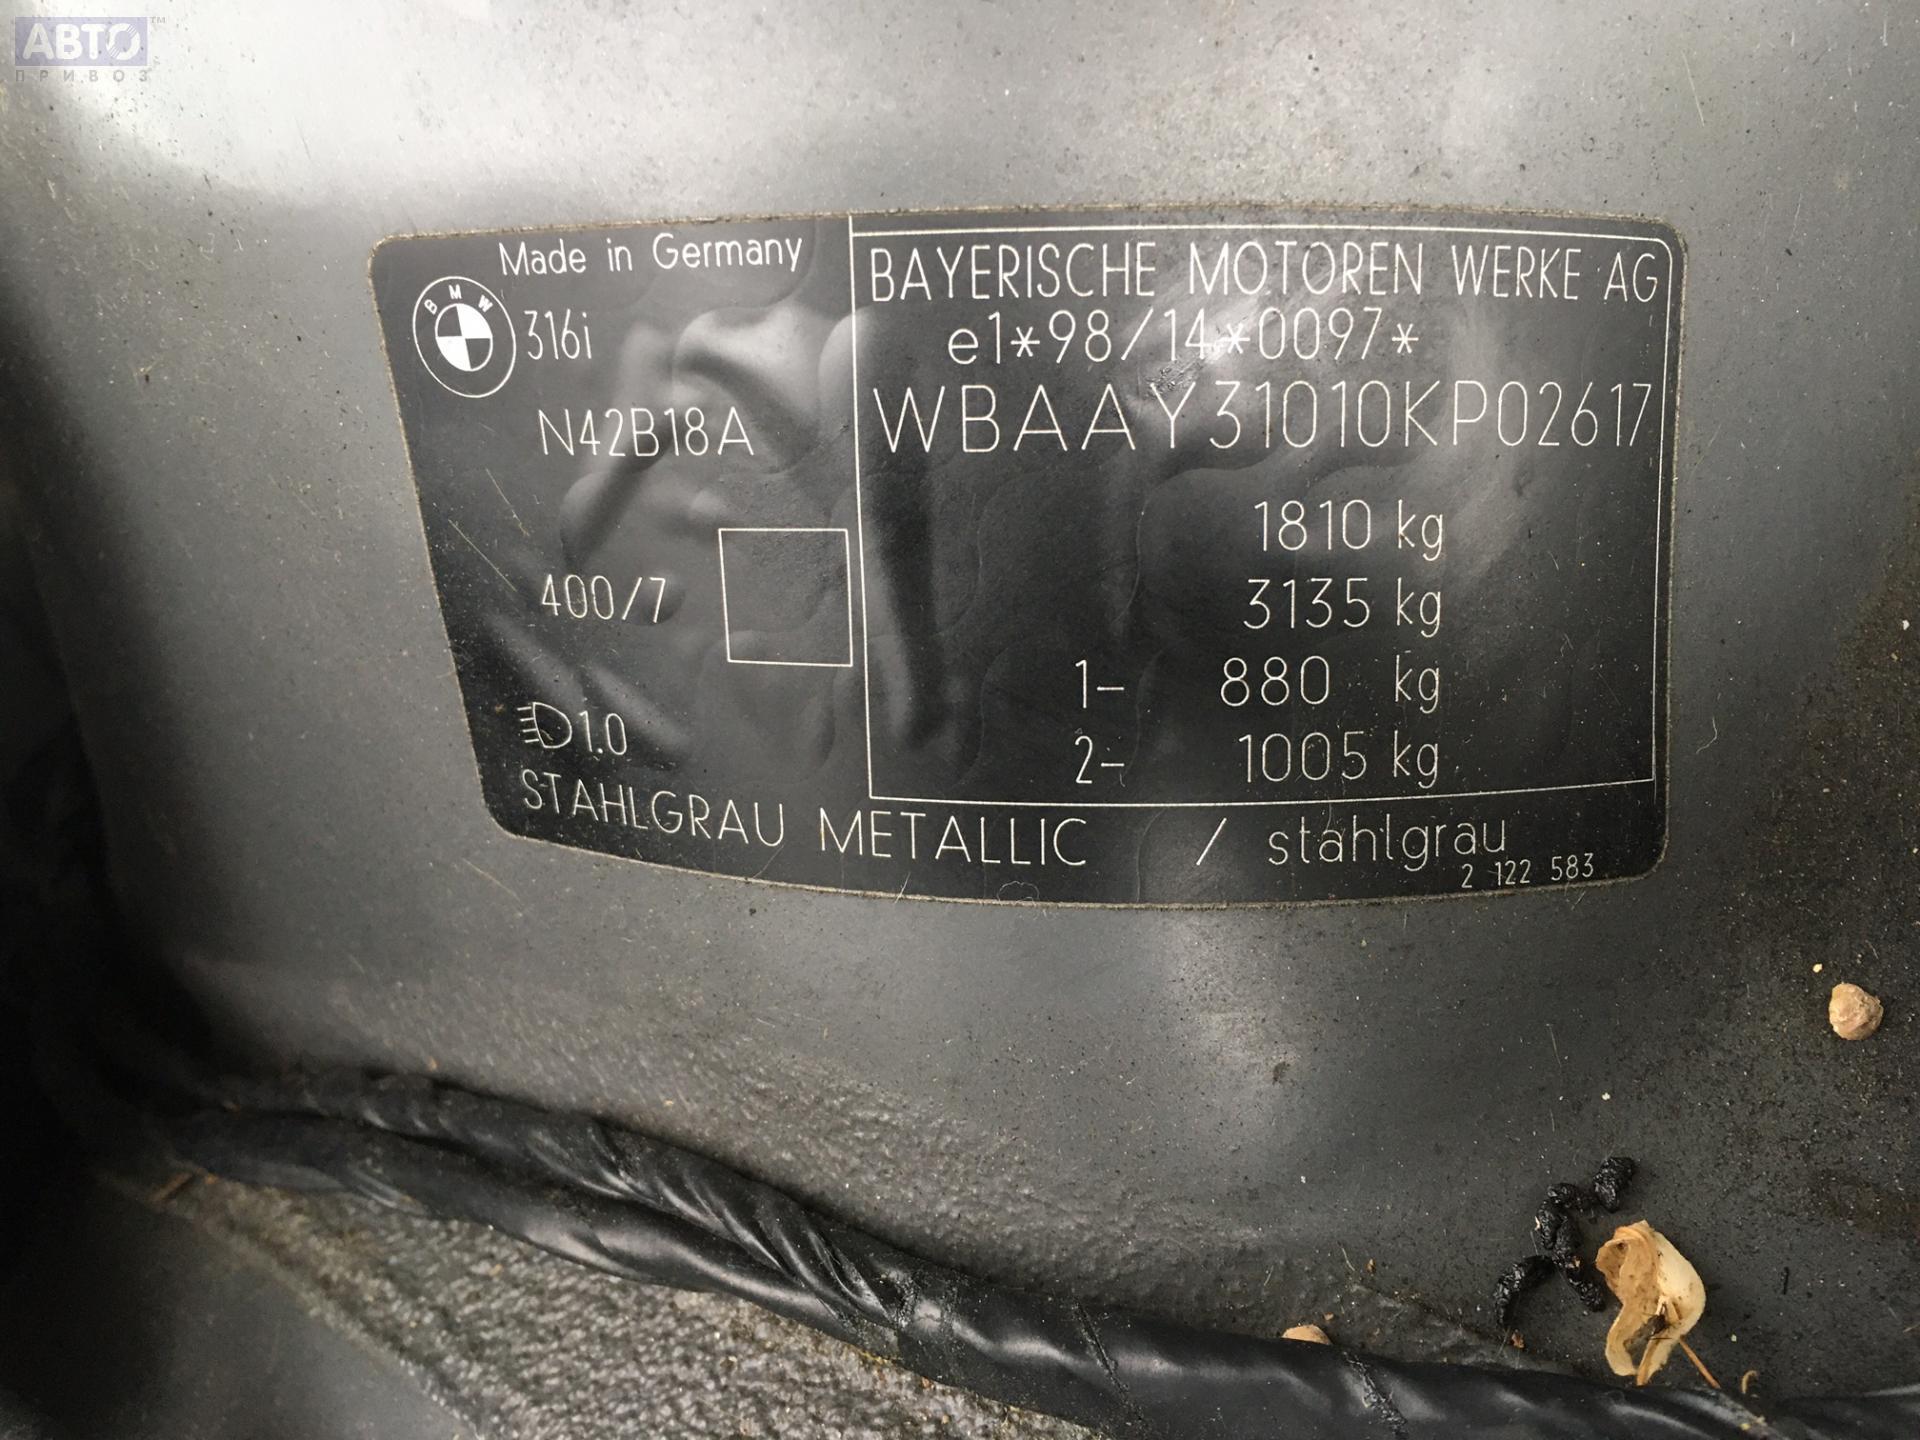 АВТО™
ПРИВОЗ
Made in Germany
BMW
316i
N42B18A
400/7
1.0
BAYERISCHE MOTOREN WERKE AG
e1*98/14*0097*
WBAAY31010KP02617
1810 kg
3135 kg
1- 880 kg
2- 1005 kg
STAHLGRAU METALLIC / stahlgrau
2 122 583